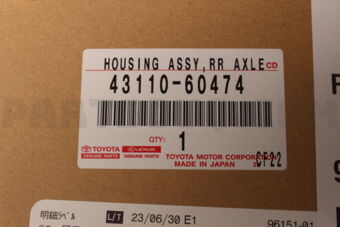 HOUSING ASSY,RR AXLE CD
43110-60474
QTY: 1
TOYOTA LEXUS
GENUINE PARTS GENUINE PARTS
TOYOTA MOTOR CORPORATION
MADE IN JAPAN
明細ラベル L/T 23/06/30 E1
96151-01